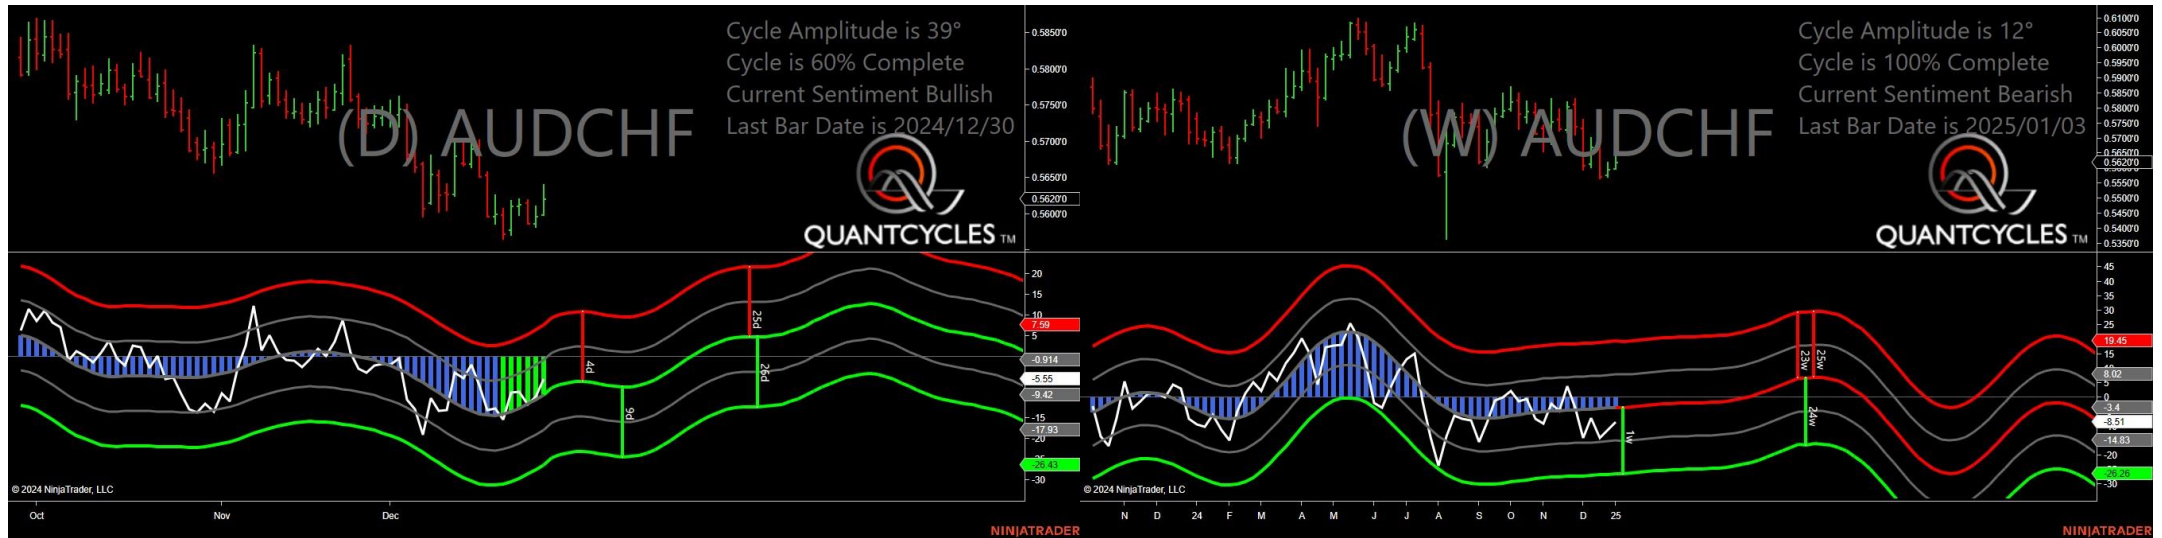 Cycle Amplitude is 39°
Cycle is 60% Complete
Current Sentiment Bullish
Last Bar Date is 2024/12/30
(D) AUDCHF
QUANTCYCLES TM
0.5850'0
0.5800'0
0.5750'0
0.5700'0
0.5650'0
0.5620'0
0.5600'0
20
15
10
7.59
5
-0.914
-5.55
-9.42
-15
-17.93
-20
-26.43
-30
4d
9d
25d
26d
© 2024 NinjaTrader, LLC
Oct Nov Dec
NINJATRADER
Cycle Amplitude is 12°
Cycle is 100% Complete
Current Sentiment Bearish
Last Bar Date is 2025/01/03
(W) AUDCHF
QUANTCYCLES TM
0.6100'0
0.6050'0
0.6000'0
0.5950'0
0.5900'0
0.5850'0
0.5800'0
0.5750'0
0.5700'0
0.5650'0
0.5620'0
0.5550'0
0.5500'0
0.5450'0
0.5400'0
0.5350'0
45
35
30
25
19.45
15
8.02
5
0
-3.4
-8.51
-14.83
-20
-26.26
-30
1w
23w
25w
24w
© 2024 NinjaTrader, LLC
N D 24 F M A M J J A S O N D 25
NINJATRADER